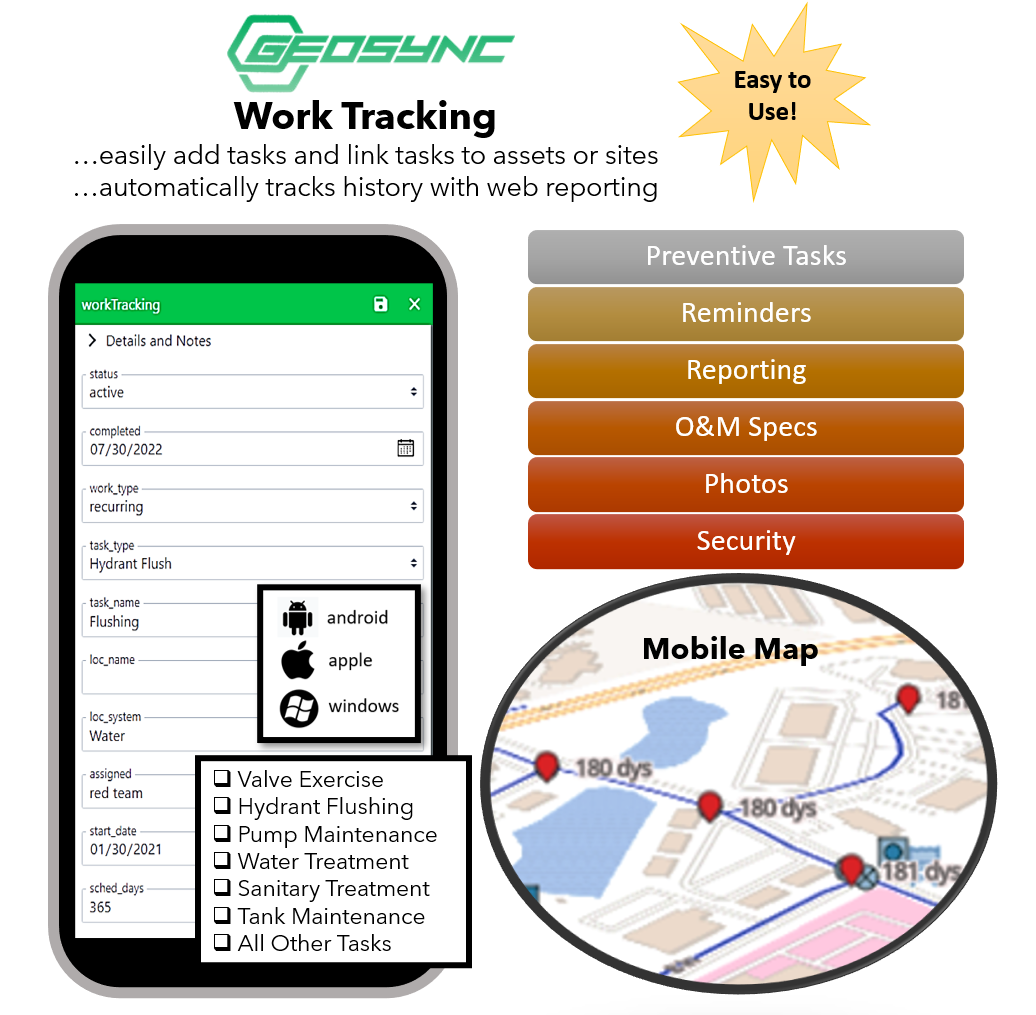 GEOSYNC
Work Tracking
...easily add tasks and link tasks to assets or sites
...automatically tracks history with web reporting
Easy to
Use!
workTracking
Details and Notes
status
active
completed
07/30/2022
work_type
recurring
task_type
Hydrant Flush
task_name
Flushing
loc_name
loc_system
Water
assigned
red team
start_date
01/30/2021
sched_days
365
android
apple
windows
Valve Exercise
Hydrant Flushing
Pump Maintenance
Water Treatment
Sanitary Treatment
Tank Maintenance
All Other Tasks
Preventive Tasks
Reminders
Reporting
O&M Specs
Photos
Security
Mobile Map
181
180 dys
180 dys
181 dys